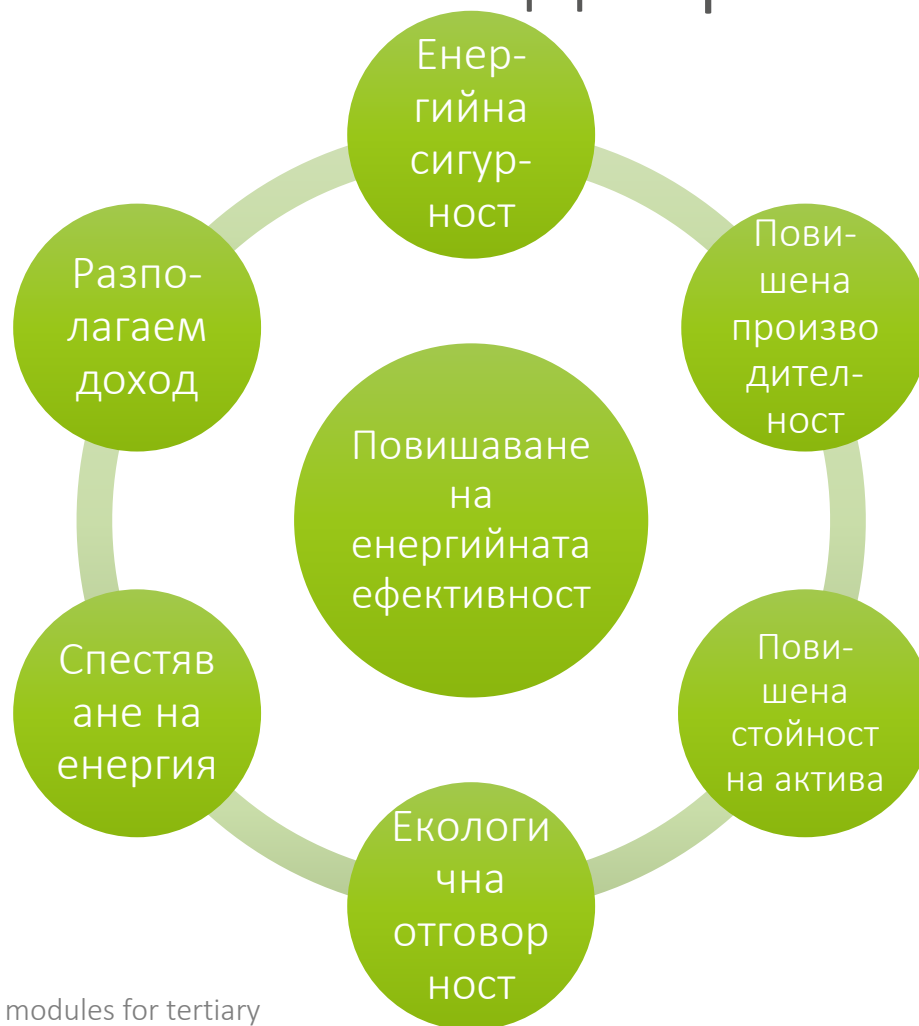 Енер-
гийна
сигур-
ност
Пови-
шена
произво
дител-
ност
Пови-
шена
стойност
на актива
Екологи
чна
отговор
ност
Спестяв
ане на
енергия
Разпо-
лагаем
доход
Повишаване
на
енергийната
ефективност
modules for tertiary